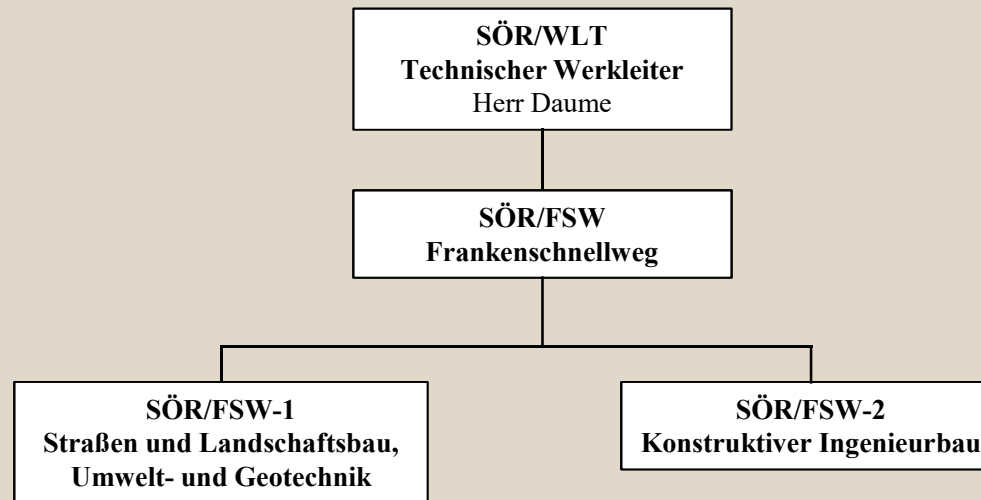 SÖR/WLT
Technischer Werkleiter
Herr Daume
SÖR/FSW
Frankenschnellweg
SÖR/FSW-1
Straßen und Landschaftsbau,
Umwelt- und Geotechnik
SÖR/FSW-2
Konstruktiver Ingenieurbau